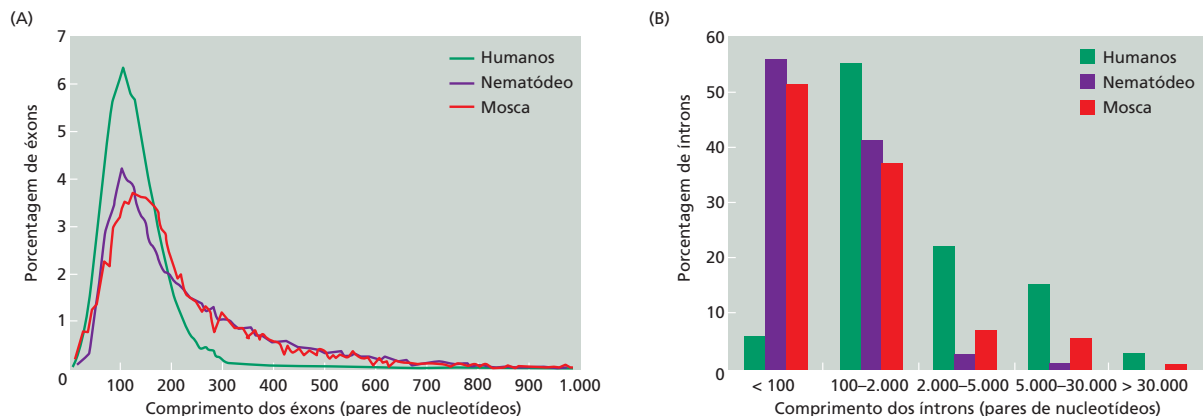 (A)
7
6
5
4
3
2
1
0
Porcentagem de éxons
Humanos
Nematódeo
Mosca
100 200 300 400 500 600 700 800 900 1.000
Comprimento dos éxons (pares de nucleotídeos)
(B)
60
50
40
30
20
10
0
Porcentagem de íntrons
Humanos
Nematódeo
Mosca
< 100 100–2.000 2.000–5.000 5.000–30.000 > 30.000
Comprimento dos íntrons (pares de nucleotídeos)